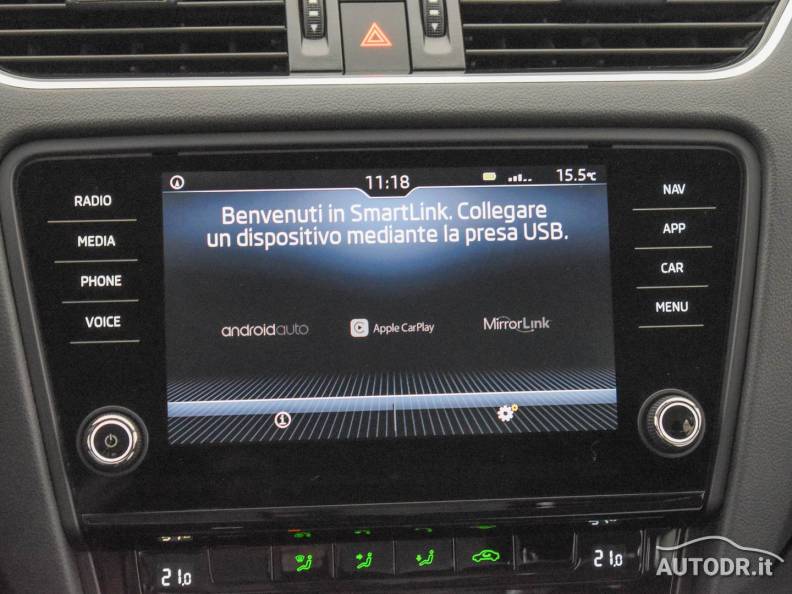 11:18
15.5°C
RADIO
MEDIA
PHONE
VOICE
Benvenuti in SmartLink. Collegare
un dispositivo mediante la presa USB.
androidauto
Apple CarPlay
MirrorLink
NAV
APP
CAR
MENU
21.0
21.0
AUTODR.it